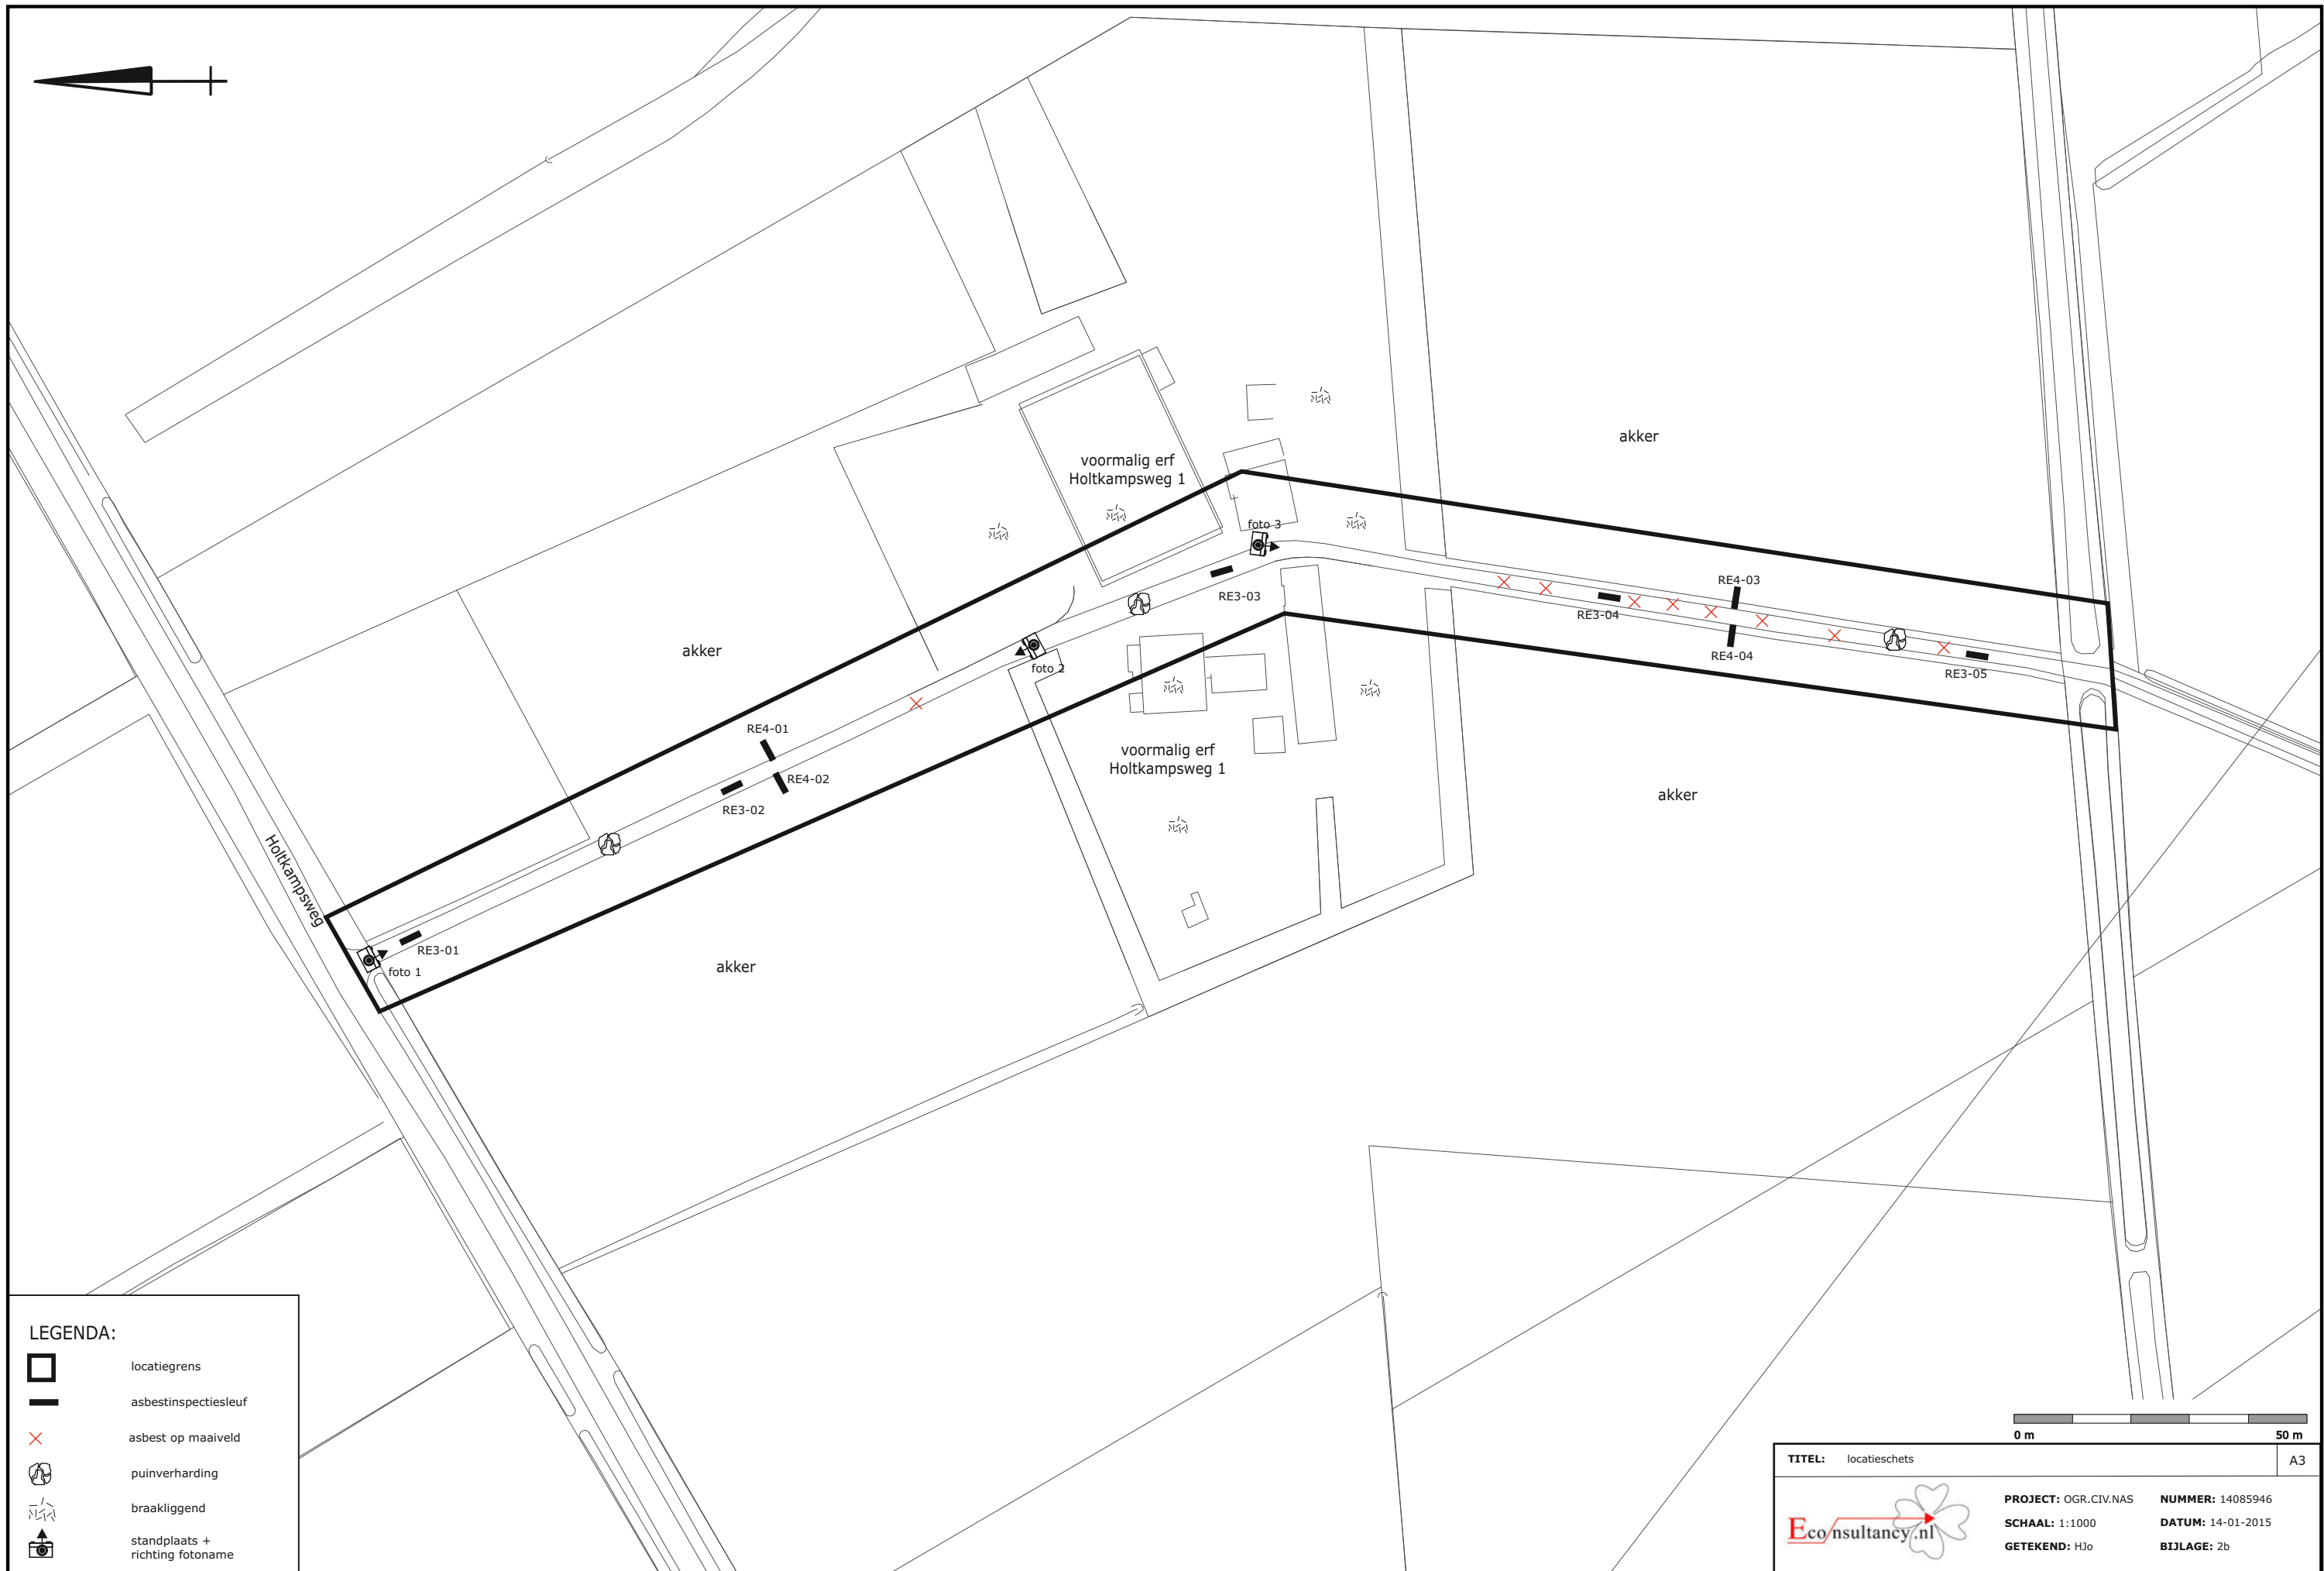 akker
voormalig erf
Holtkampsweg 1
foto 3
RE3-03
RE4-03
RE3-04
RE4-04
RE3-05
akker
foto 2
RE4-01
RE4-02
RE3-02
voormalig erf
Holtkampsweg 1
akker
Holtkampsweg
RE3-01
foto 1
akker
LEGENDA:
locatiegrens
asbestinspectiesleuf
asbest op maaiveld
puinverharding
braakliggend
standplaats +
richting fotoname
0 m 50 m
TITEL: locatieschets A3
Econsultancy.nl
PROJECT: OGR.CIV.NAS NUMMER: 14085946
SCHAAL: 1:1000 DATUM: 14-01-2015
GETEKEND: HJo BIJLAGE: 2b